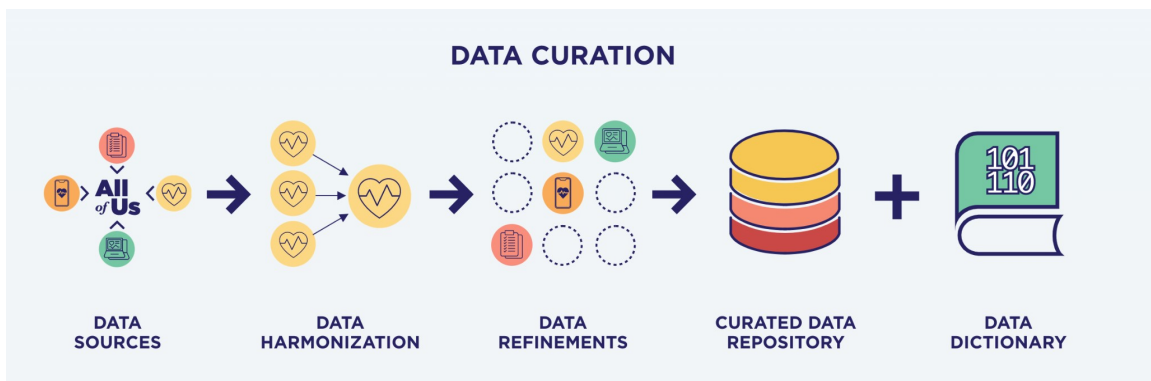 DATA CURATION
All
of Us
101
110
DATA
SOURCES
DATA
HARMONIZATION
DATA
REFINEMENTS
CURATED DATA
REPOSITORY
DATA
DICTIONARY